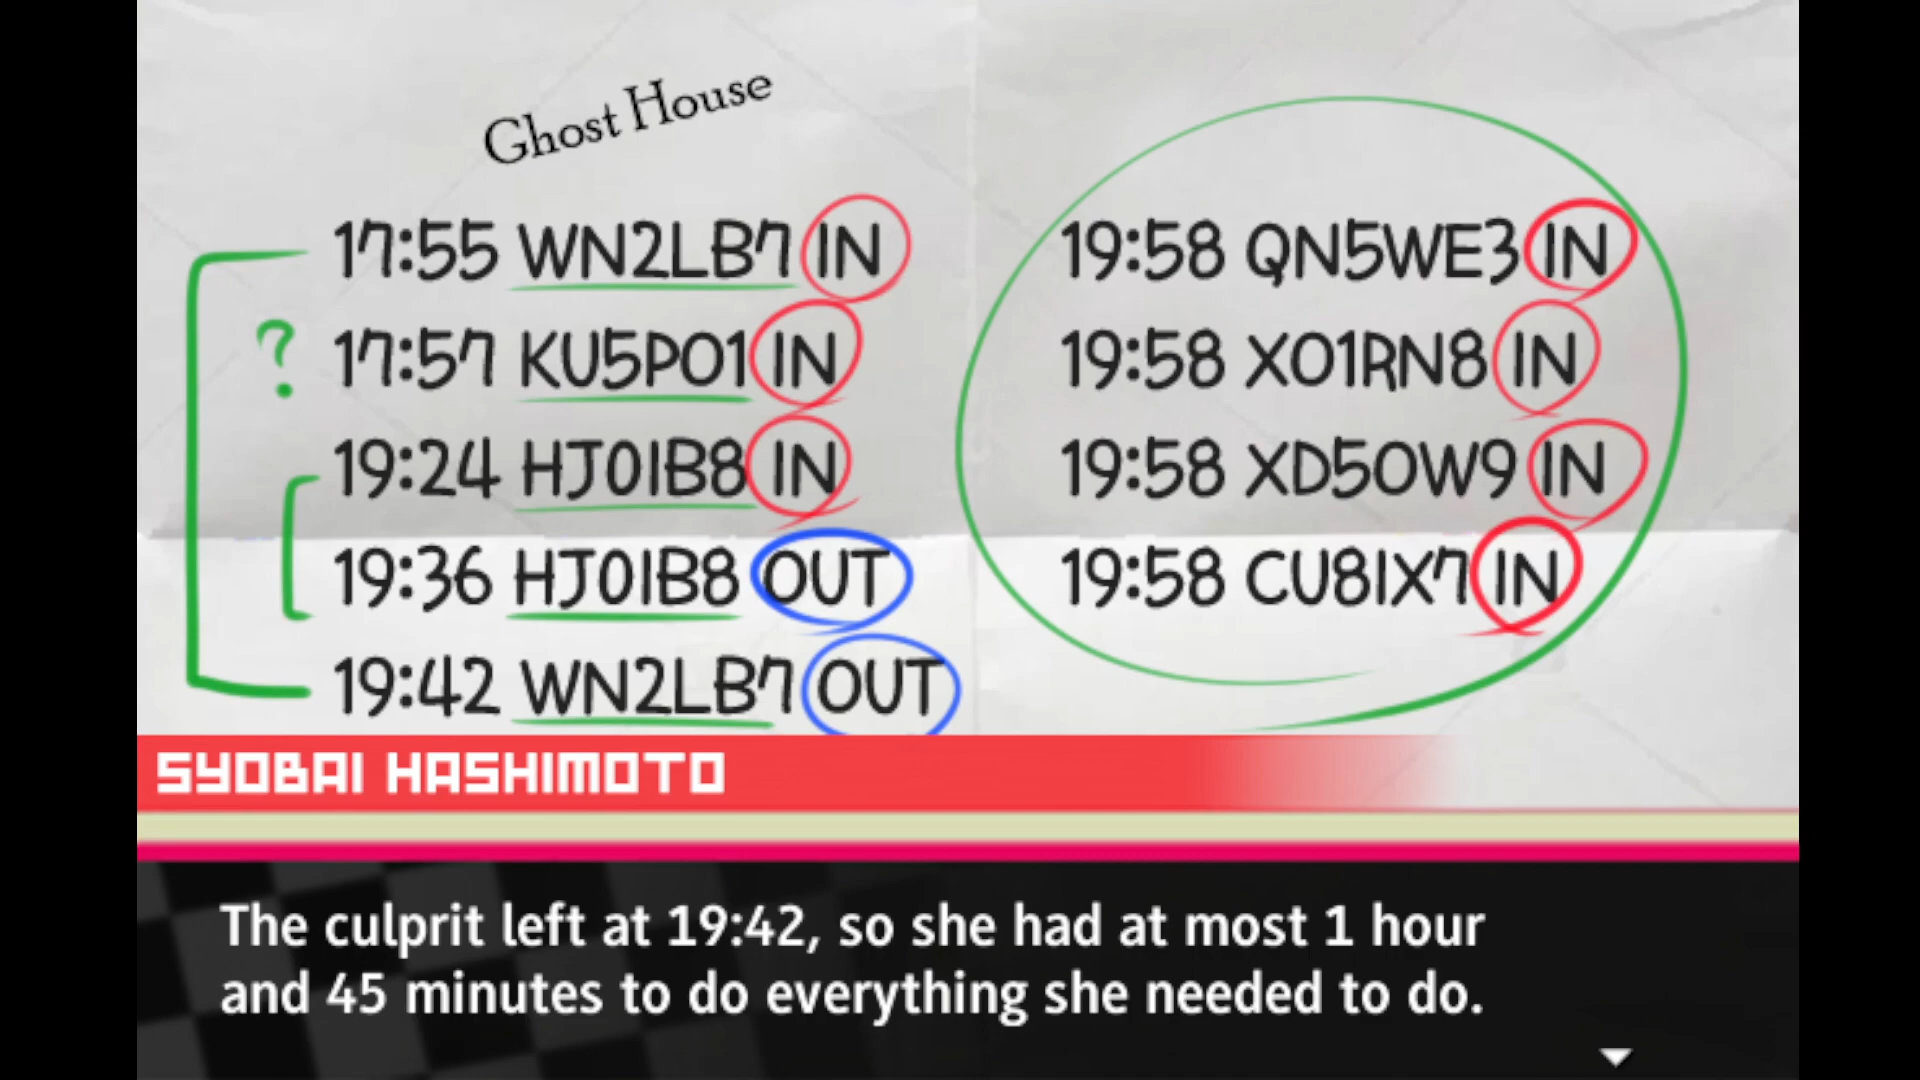 Ghost House
17:55 WN2LB7 IN
17:57 KU5PO1 IN
19:24 HJ0IB8 IN
19:36 HJ0IB8 OUT
19:42 WN2LB7 OUT
?
19:58 QN5WE3 IN
19:58 XO1RN8 IN
19:58 XD5OW9 IN
19:58 CU8IX7 IN
SYOBAI HASHIMOTO
The culprit left at 19:42, so she had at most 1 hour
and 45 minutes to do everything she needed to do.